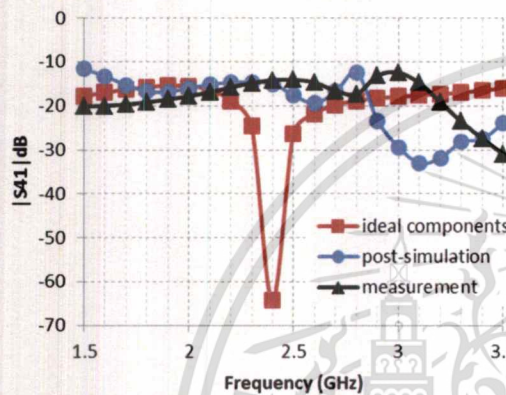 0
-10
-20
-30
-40
-50
-60
-70
|S41| dB
ideal components
post-simulation
measurement
1.5
2
2.5
3
3.
Frequency (GHz)